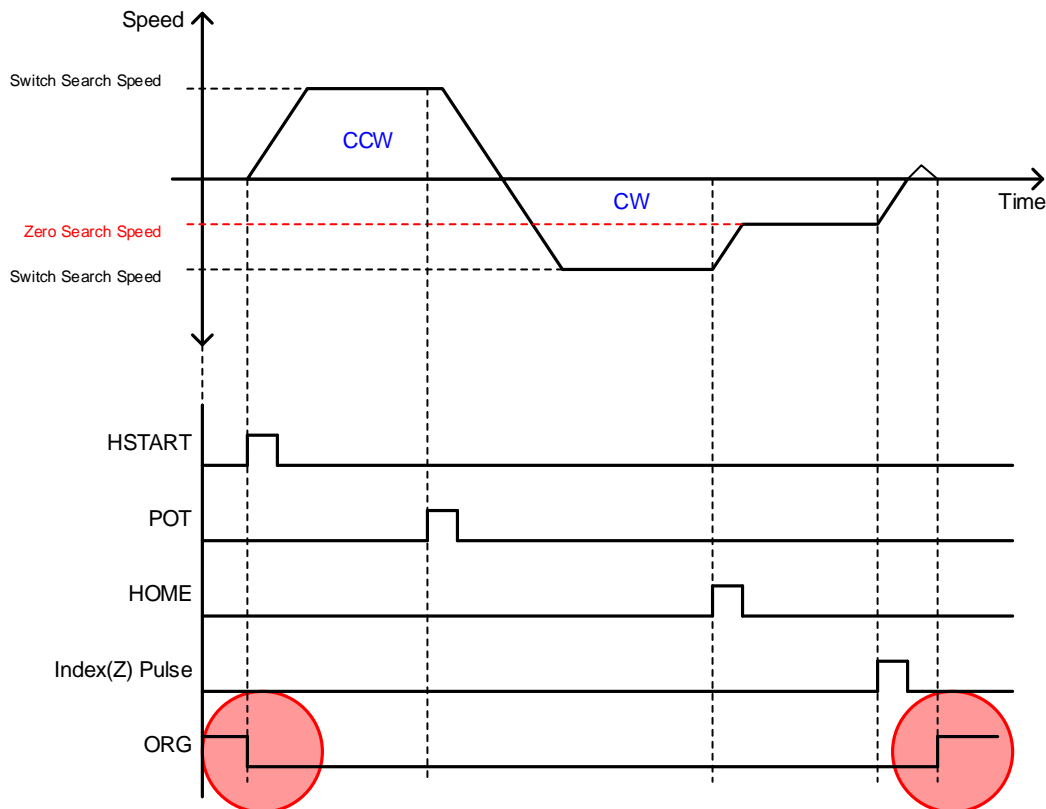 Speed
Switch Search Speed
CCW
CW
Time
Zero Search Speed
Switch Search Speed
HSTART
POT
HOME
Index(Z) Pulse
ORG